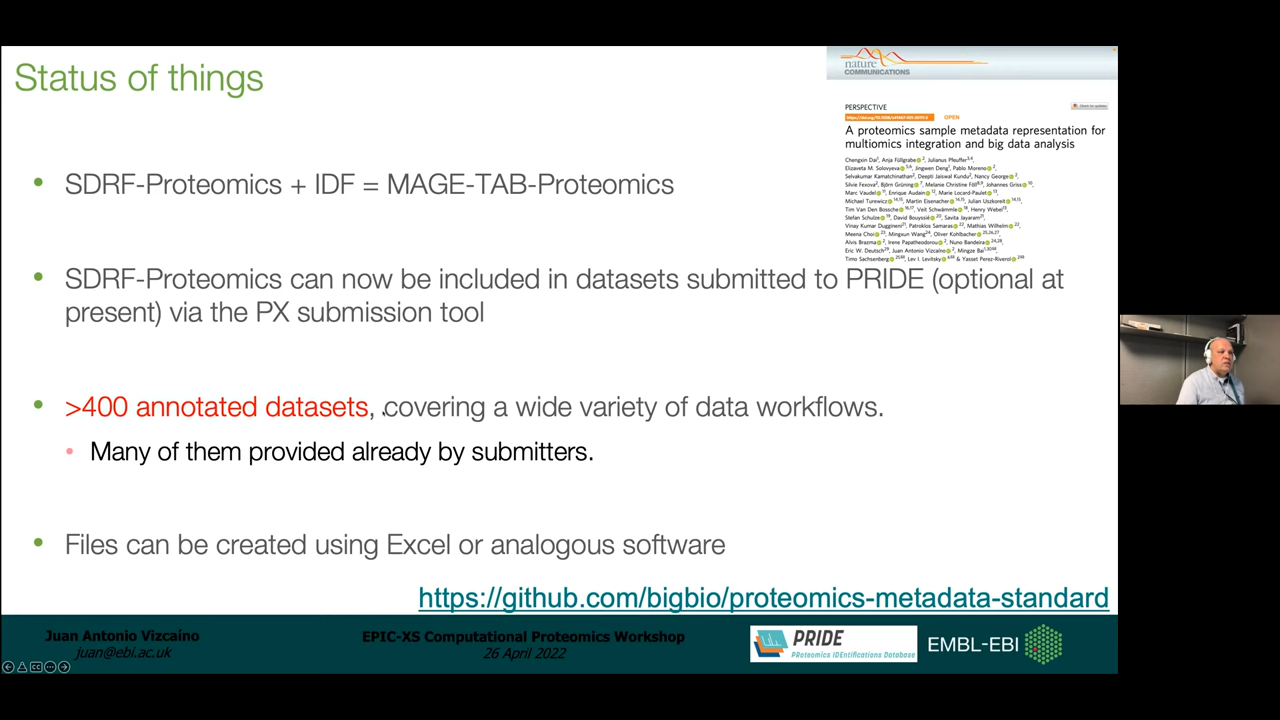 Status of things
nature
COMMUNICATIONS
PERSPECTIVE
OPEN
Check for updates
A proteomics sample metadata representation for
multiomics integration and big data analysis
SDRF-Proteomics + IDF = MAGE-TAB-Proteomics
SDRF-Proteomics can now be included in datasets submitted to PRIDE (optional at
present) via the PX submission tool
>400 annotated datasets, covering a wide variety of data workflows.
Many of them provided already by submitters.
Files can be created using Excel or analogous software
https://github.com/bigbio/proteomics-metadata-standard
Juan Antonio Vizcaíno
juan@ebi.ac.uk
EPIC-XS Computational Proteomics Workshop
26 April 2022
PRIDE
PRoteomics IDEntifications Database
EMBL-EBI